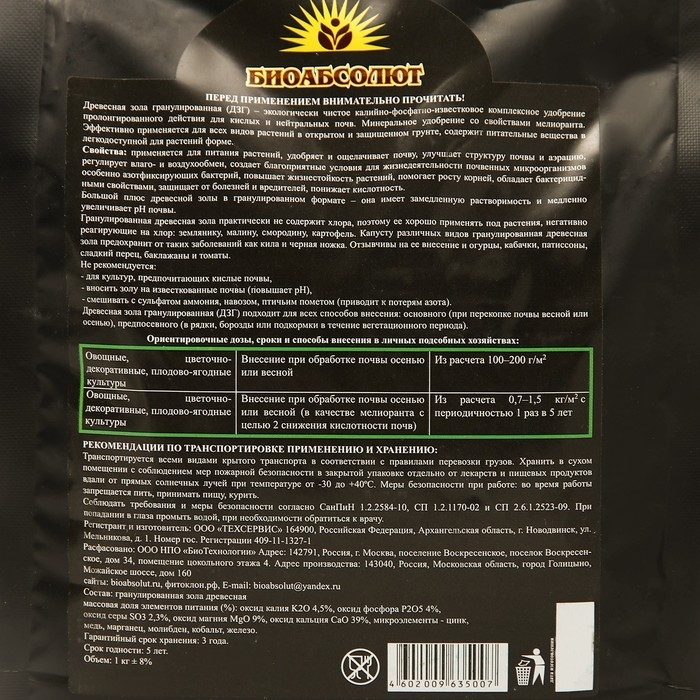 БИОАБСОЛЮТ
ПЕРЕД ПРИМЕНЕНИЕМ ВНИМАТЕЛЬНО ПРОЧИТАТЬ!
Древесная зола гранулированная (ДЗГ) – экологически чистое калийно-фосфатно-известковое комплексное удобрение
пролонгированного действия для кислых и нейтральных почв. Минеральное удобрение со свойствами мелиоранта.
Эффективно применяется для всех видов растений в открытом и защищенном грунте, содержит питательные вещества в
легкодоступной для растений форме.
Свойства: применяется для питания растений, удобряет и ощелачивает почву, улучшает структуру почвы и аэрацию,
регулирует влаго- и воздухообмен, создает благоприятные условия для жизнедеятельности почвенных микроорганизмов
особенно азотфиксирующих бактерий, повышает жизнестойкость растений, помогает росту корней, обладает бактерицид-
ными свойствами, защищает от болезней и вредителей, понижает кислотность.
Большой плюс древесной золы в гранулированном формате – она имеет замедленную растворимость и медленно
увеличивает pH почвы.
Гранулированная древесная зола практически не содержит хлора, поэтому ее хорошо применять под растения, негативно
реагирующие на хлор: землянику, малину, смородину, картофель. Капусту различных видов гранулированная древесная
зола предохранит от таких заболеваний как кила и черная ножка. Отзывчивы на ее внесение и огурцы, кабачки, патиссоны,
сладкий перец, баклажаны и томаты.
Не рекомендуется:
- для культур, предпочитающих кислые почвы,
- вносить золу на известкованные почвы (повышает pH),
- смешивать с сульфатом аммония, навозом, птичьим пометом (приводит к потерям азота).
Древесная зола гранулированная (ДЗГ) подходит для всех способов внесения: основного (при перекопке почвы весной или
осенью), предпосевного (в рядки, борозды или подкормки в течение вегетационного периода).
Ориентировочные дозы, сроки и способы внесения в личных подсобных хозяйствах:
Овощные, цветочно- Внесение при обработке почвы осенью Из расчета 100–200 г/м²
декоративные, плодово-ягодные или весной
культуры
Овощные, цветочно- Внесение при обработке почвы осенью Из расчета 0,7–1,5 кг/м² с
декоративные, плодово-ягодные или весной (в качестве мелиоранта с периодичностью 1 раз в 5 лет
культуры целью 2 снижения кислотности почв)
РЕКОМЕНДАЦИИ ПО ТРАНСПОРТИРОВКЕ ПРИМЕНЕНИЮ И ХРАНЕНИЮ:
Транспортируется всеми видами крытого транспорта в соответствии с правилами перевозки грузов. Хранить в сухом
помещении с соблюдением мер пожарной безопасности в закрытой упаковке отдельно от лекарств и пищевых продуктов
вдали от прямых солнечных лучей при температуре от -30 до +40°С. Меры безопасности при работе: во время работы
запрещается пить, принимать пищу, курить.
Соблюдать требования и меры безопасности согласно СанПиН 1.2.2584-10, СП 1.2.1170-02 и СП 2.6.1.2523-09. При
попадании в глаза промыть водой, при необходимости обратиться к врачу.
Регистрант и изготовитель: ООО «ТЕХСЕРВИС» 164900, Российская Федерация, Архангельская область, г. Новодвинск, ул.
Мельникова, д. 1. Номер гос. Регистрации 409-11-1327-1
Расфасовано: ООО НПО «БиоТехнологии» Адрес: 142791, Россия, г. Москва, поселение Воскресенское, поселок Воскресен-
ское, дом 34, помещение цокольного этажа 4. Адрес производства: 143040, Россия, Московская область, город Голицыно,
Можайское шоссе, дом 160
сайты: bioabsolut.ru, фитоклон.рф, E-mail: bioabsolut@yandex.ru
Состав: гранулированная зола древесная
массовая доля элементов питания (%): оксид калия K2O 4,5%, оксид фосфора P2O5 4%,
оксид серы SO3 2,3%, оксид магния MgO 9%, оксид кальция CaO 39%, микроэлементы - цинк,
медь, марганец, молибден, кобальт, железо.
Гарантийный срок хранения: 3 года.
Срок годности: 5 лет.
Объем: 1 кг ± 8%
4 602009 635007